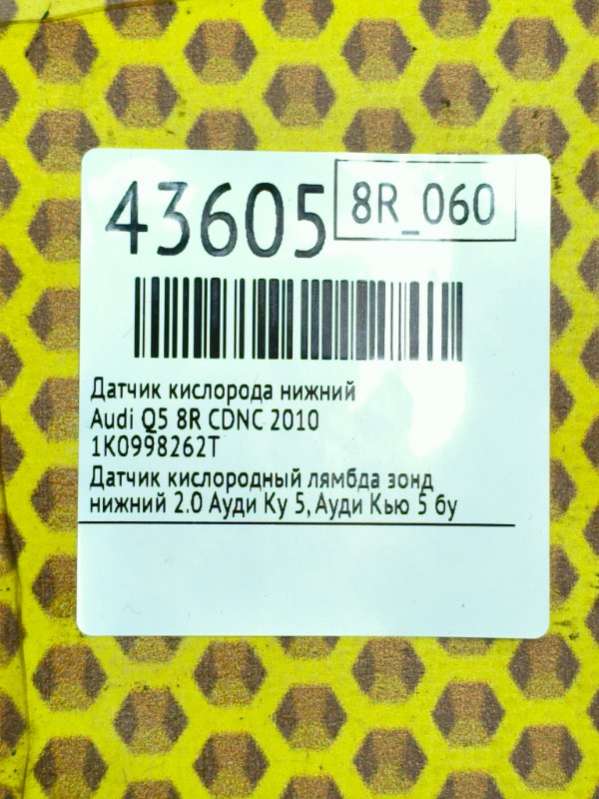 43605
8R_060
Датчик кислорода нижний
Audi Q5 8R CDNC 2010
1K0998262T
Датчик кислородный лямбда зонд
нижний 2.0 Ауди Ку 5, Ауди Кью 5 бу